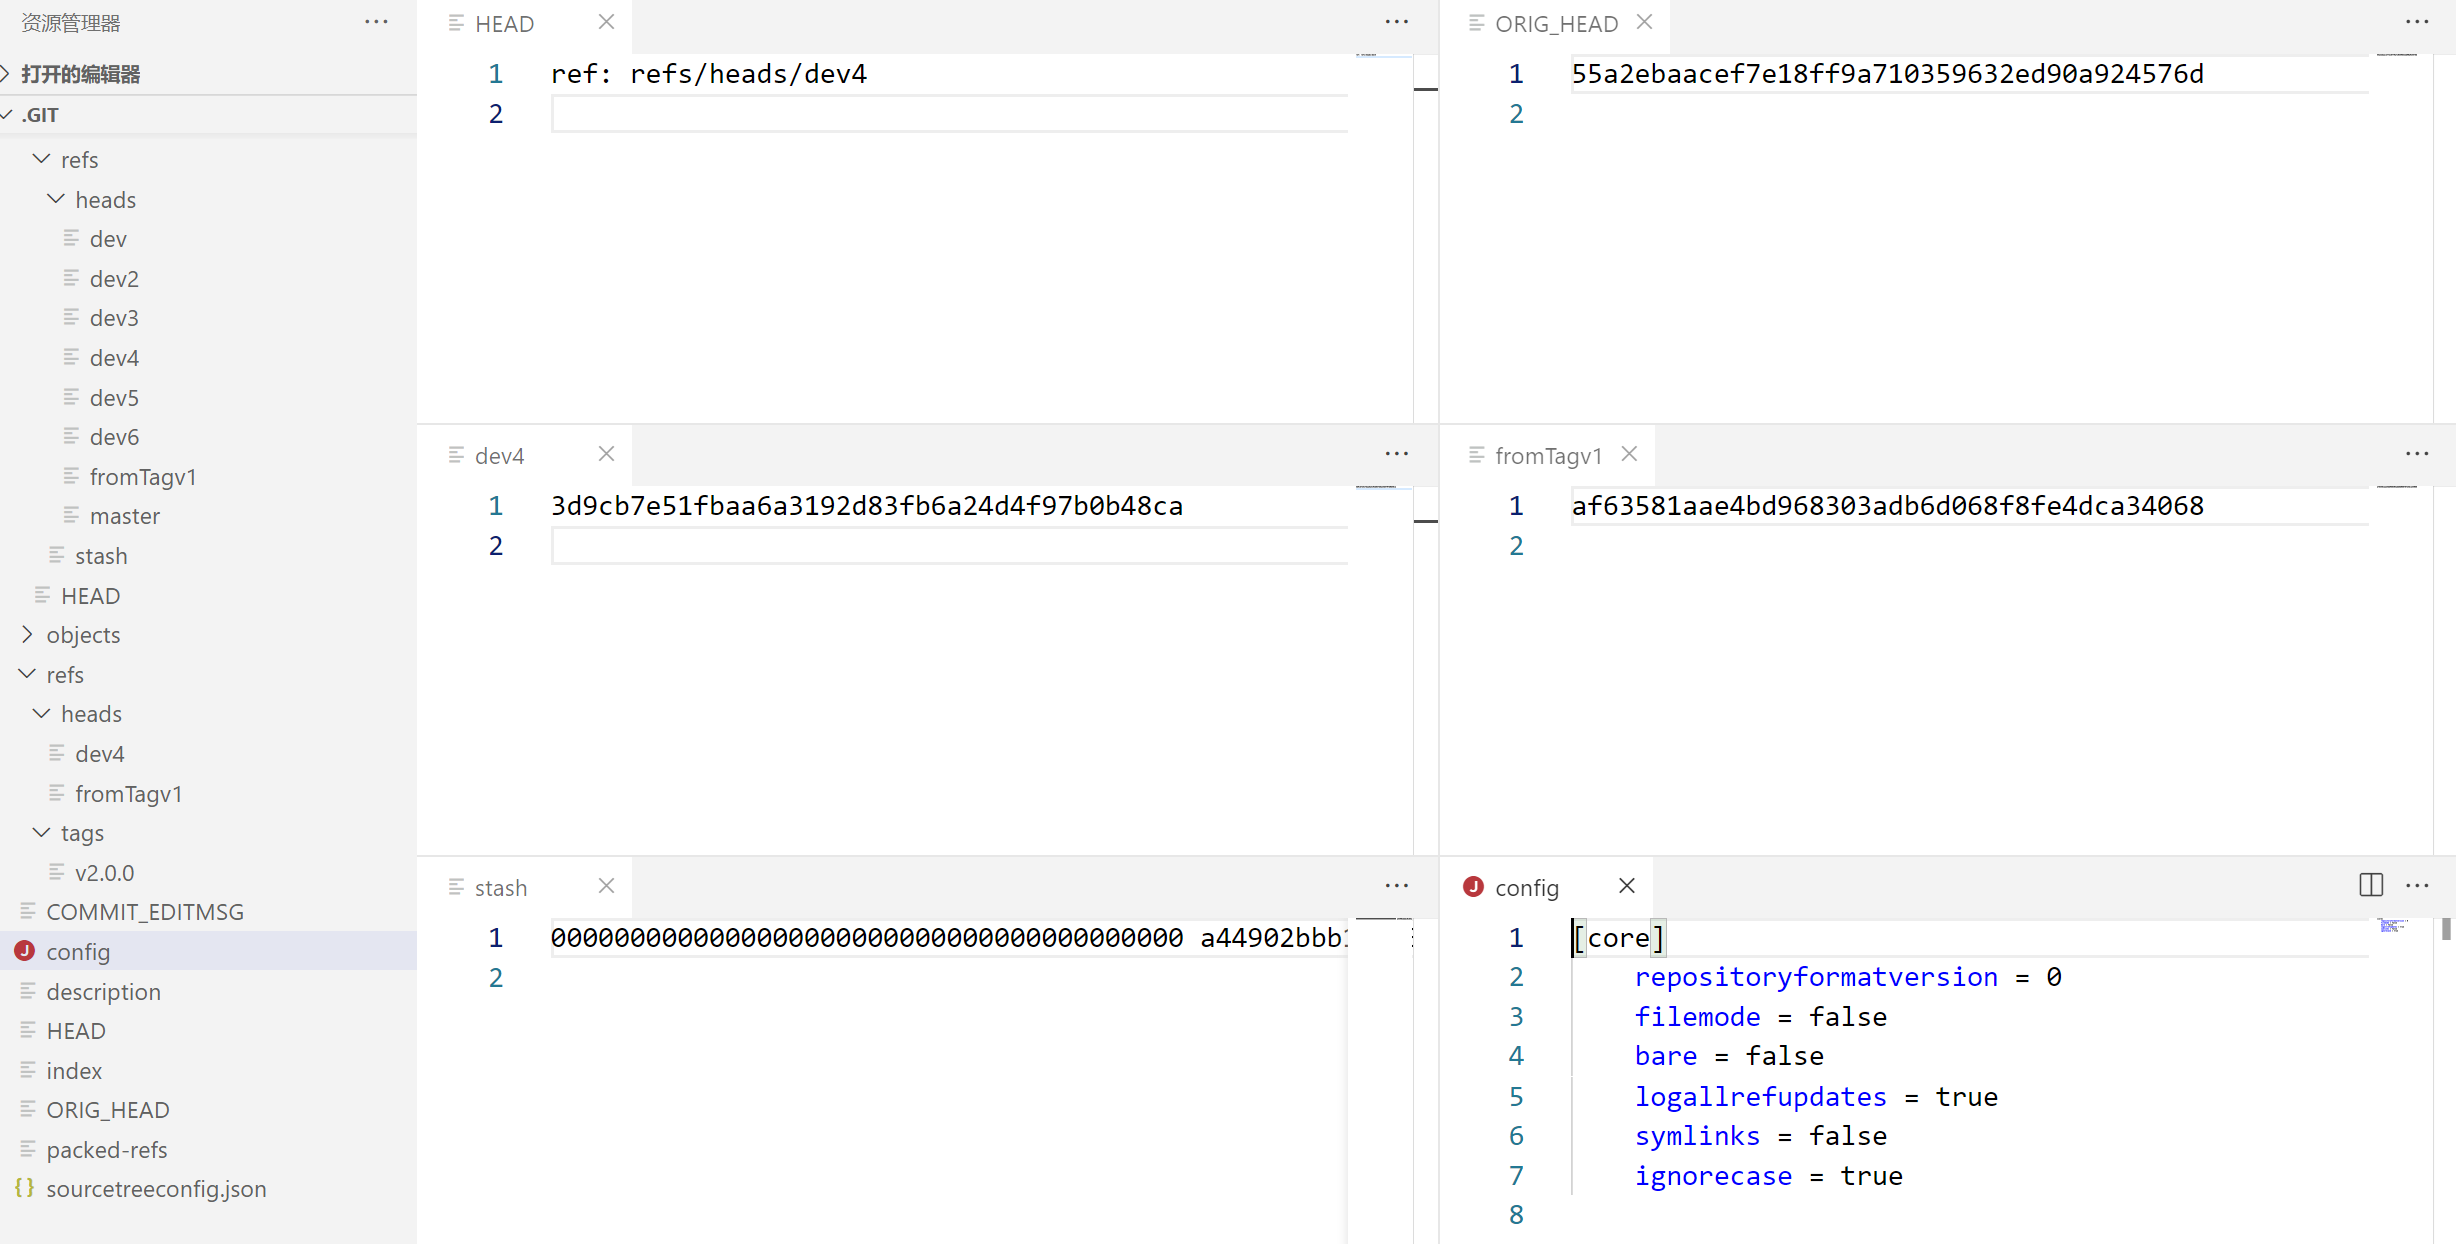 资源管理器
打开的编辑器
.GIT
refs
heads
dev
dev2
dev3
dev4
dev5
dev6
fromTagv1
master
stash
HEAD
objects
refs
heads
dev4
fromTagv1
tags
v2.0.0
COMMIT_EDITMSG
config
description
HEAD
index
ORIG_HEAD
packed-refs
sourcetreeconfig.json
HEAD
1 ref: refs/heads/dev4
2
ORIG_HEAD
1 55a2ebaacef7e18ff9a710359632ed90a924576d
2
dev4
1 3d9cb7e51fbaa6a3192d83fb6a24d4f97b0b48ca
2
fromTagv1
1 af63581aae4bd968303adb6d068f8fe4dca34068
2
stash
1 0000000000000000000000000000000000000000 a44902bbb
2
config
1 [core]
2 repositoryformatversion = 0
3 filemode = false
4 bare = false
5 logallrefupdates = true
6 symlinks = false
7 ignorecase = true
8